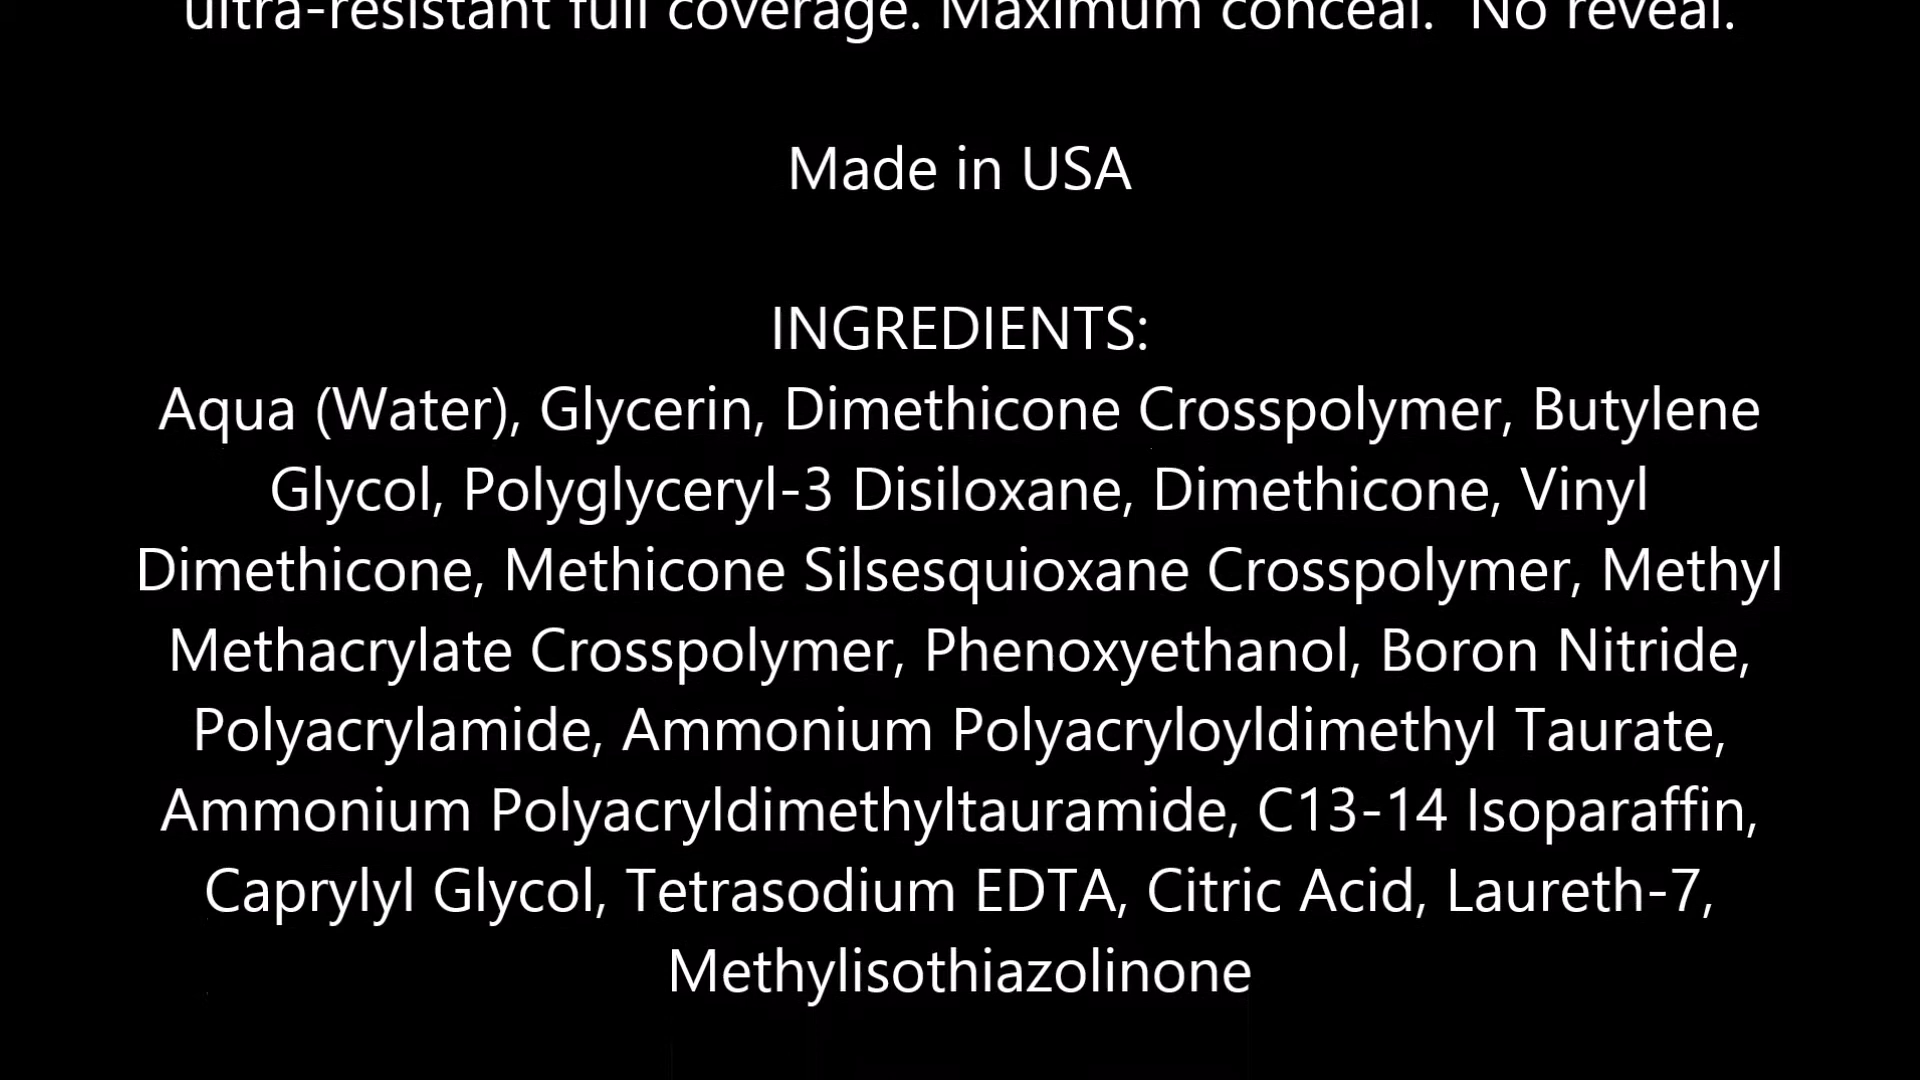 ultra-resistant full coverage. Maximum conceal.  No reveal.
Made in USA
INGREDIENTS:
Aqua (Water), Glycerin, Dimethicone Crosspolymer, Butylene
Glycol, Polyglyceryl-3 Disiloxane, Dimethicone, Vinyl
Dimethicone, Methicone Silsesquioxane Crosspolymer, Methyl
Methacrylate Crosspolymer, Phenoxyethanol, Boron Nitride,
Polyacrylamide, Ammonium Polyacryloyldimethyl Taurate,
Ammonium Polyacryldimethyltauramide, C13-14 Isoparaffin,
Caprylyl Glycol, Tetrasodium EDTA, Citric Acid, Laureth-7,
Methylisothiazolinone